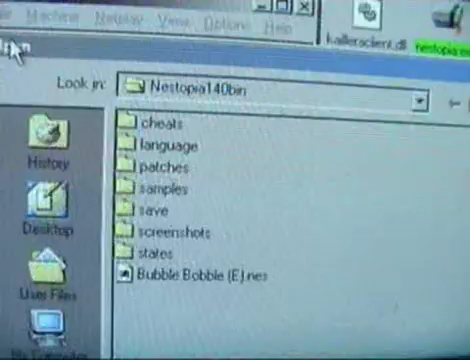 Machine Netplay View Options Help
kailleraclient.dll
nestopia.ex
Look in: Nestopia140bin
cheats
language
History
patches
samples
save
Desktop
screenshots
states
Bubble Bobble (E).nes
User Files